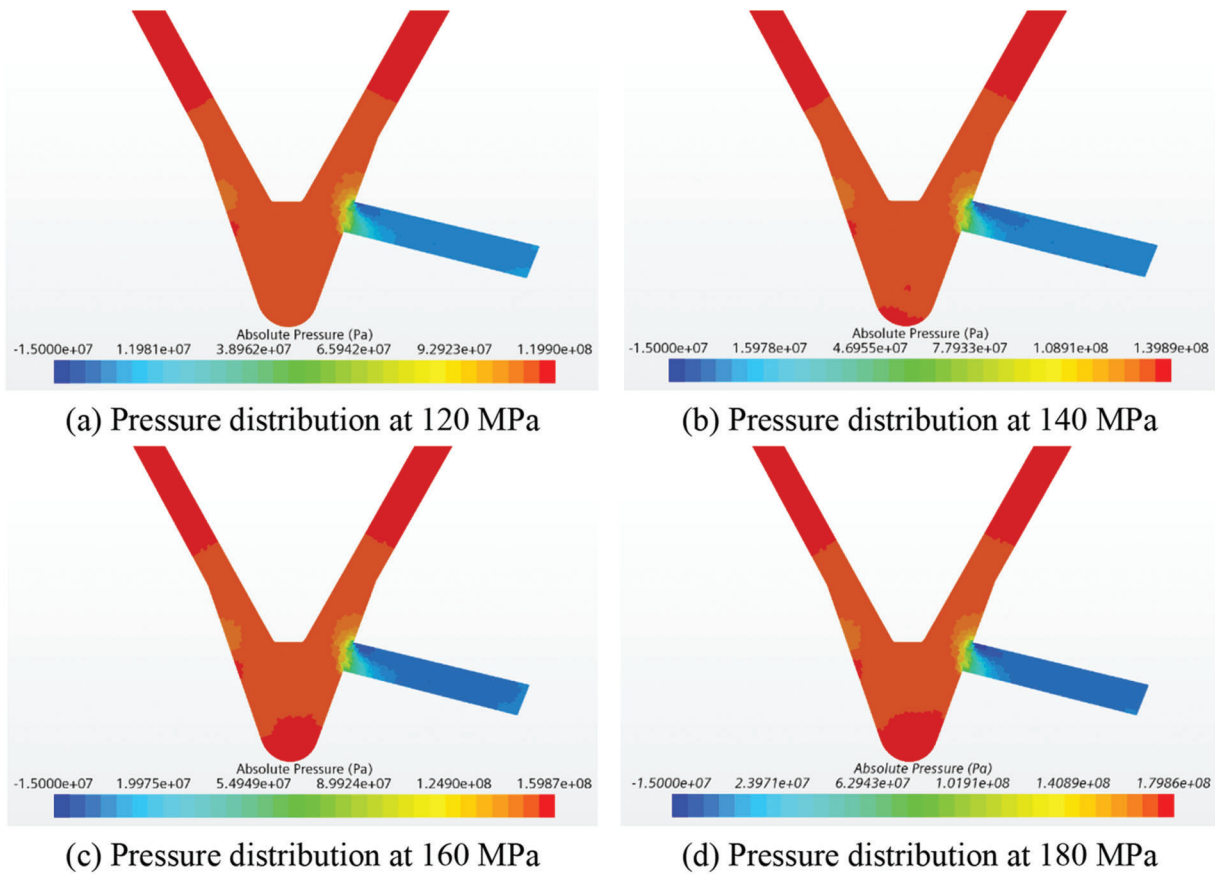 Absolute Pressure (Pa)
-1.5000e+07 1.1981e+07 3.8962e+07 6.5942e+07 9.2923e+07 1.1990e+08
(a) Pressure distribution at 120 MPa
Absolute Pressure (Pa)
-1.5000e+07 1.5978e+07 4.6955e+07 7.7933e+07 1.0891e+08 1.3989e+08
(b) Pressure distribution at 140 MPa
Absolute Pressure (Pa)
-1.5000e+07 1.9975e+07 5.4949e+07 8.9924e+07 1.2490e+08 1.5987e+08
(c) Pressure distribution at 160 MPa
Absolute Pressure (Pa)
-1.5000e+07 2.3971e+07 6.2943e+07 1.0191e+08 1.4089e+08 1.7986e+08
(d) Pressure distribution at 180 MPa